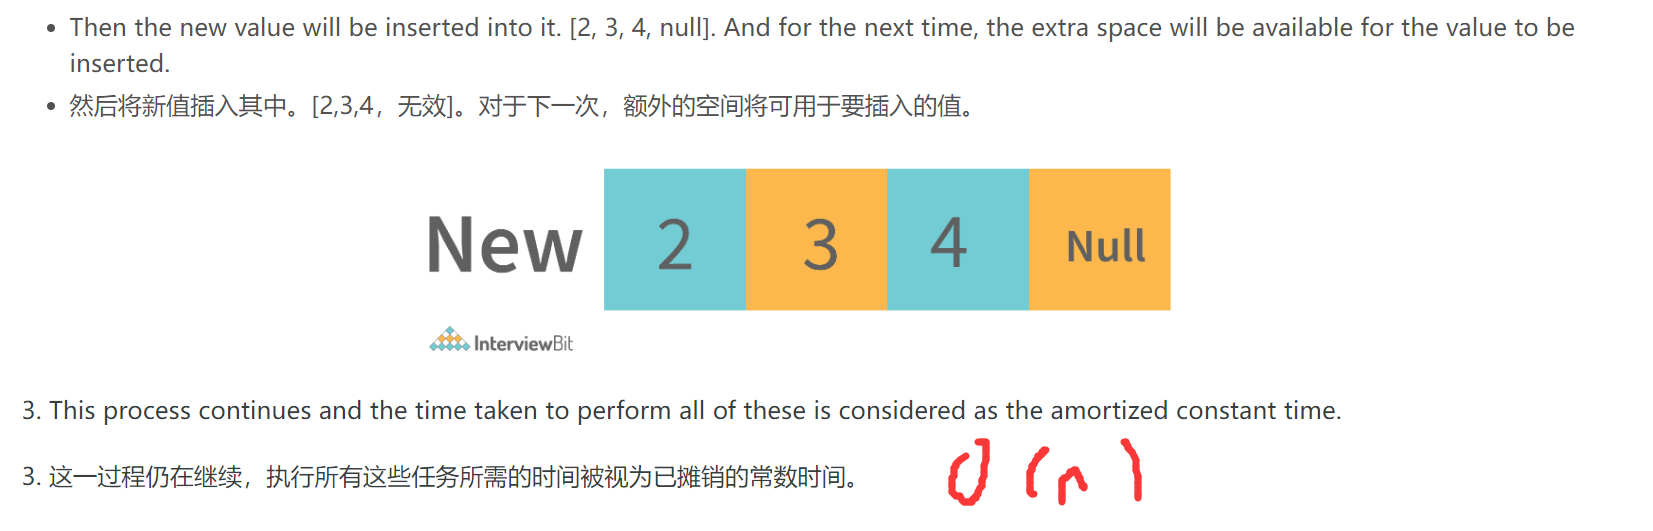 • Then the new value will be inserted into it. [2, 3, 4, null]. And for the next time, the extra space will be available for the value to be
inserted.
• 然后将新值插入其中。[2,3,4，无效]。对于下一次，额外的空间将可用于要插入的值。
New 2 3 4 Null
InterviewBit
3. This process continues and the time taken to perform all of these is considered as the amortized constant time.
3. 这一过程仍在继续，执行所有这些任务所需的时间被视为已摊销的常数时间。
O(n)